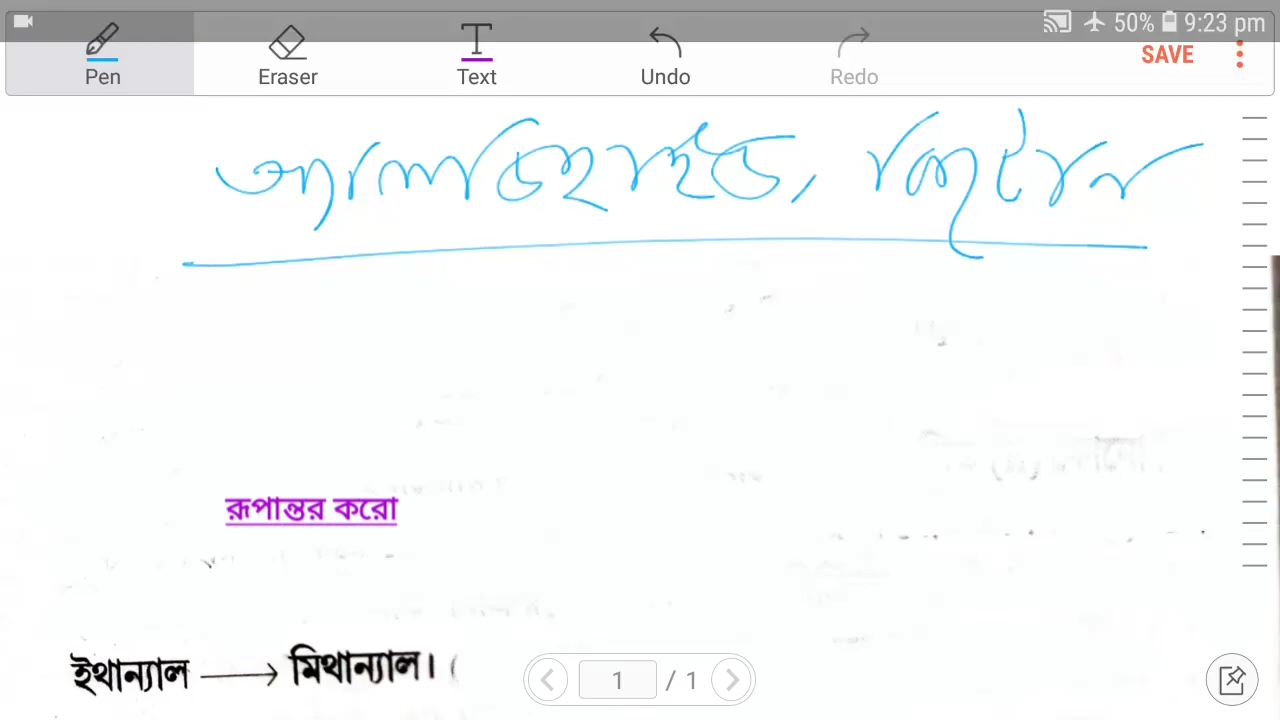 50% 9:23 pm
Pen Eraser Text Undo Redo SAVE
অ্যালডিহাইড, কিটোন
রূপান্তর করো
ইথান্যাল ⟶ মিথান্যাল।
1 / 1